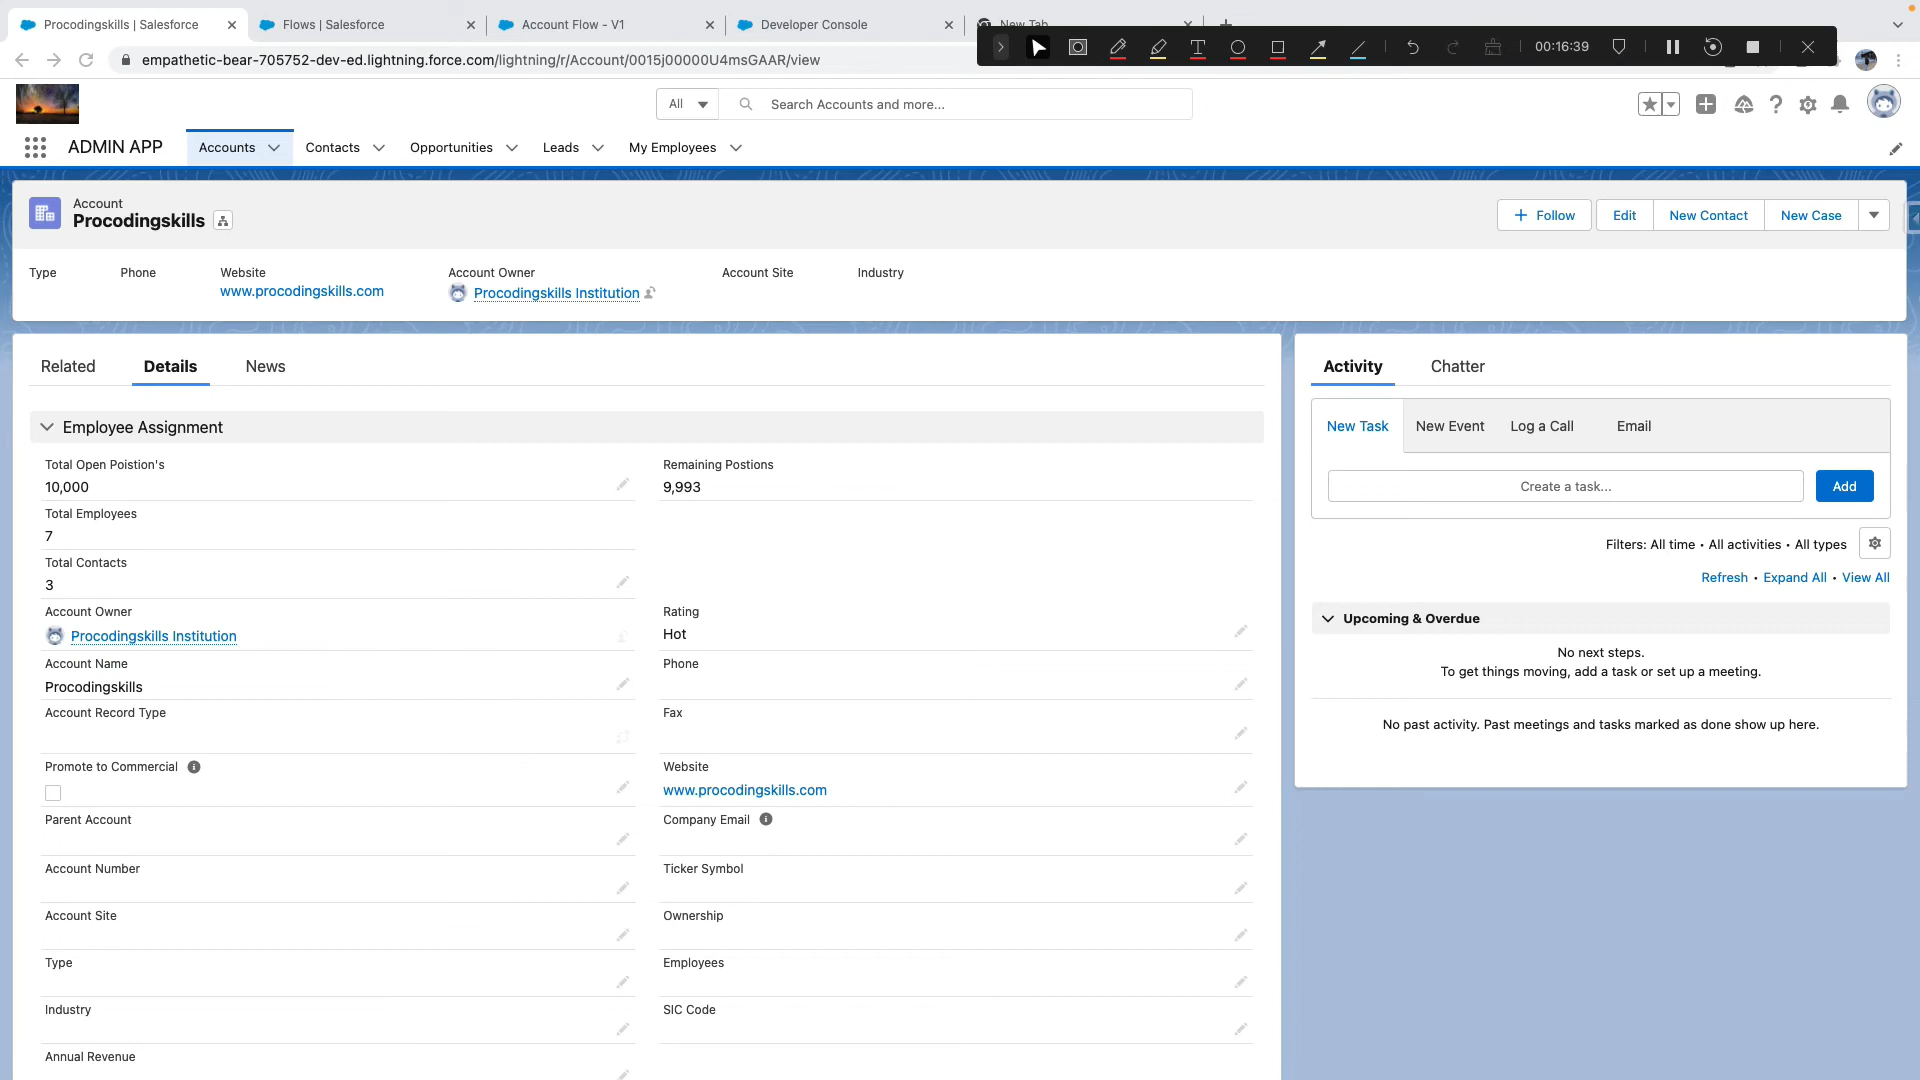 Procodingskills | Salesforce
Flows | Salesforce
Account Flow - V1
Developer Console
New Tab
00:16:39
empathetic-bear-705752-dev-ed.lightning.force.com/lightning/r/Account/0015j00000U4msGAAR/view
All
Search Accounts and more...
ADMIN APP
Accounts
Contacts
Opportunities
Leads
My Employees
Account
Procodingskills
Follow
Edit
New Contact
New Case
Type
Phone
Website
www.procodingskills.com
Account Owner
Procodingskills Institution
Account Site
Industry
Related
Details
News
Employee Assignment
Total Open Poistion's
10,000
Remaining Postions
9,993
Total Employees
7
Total Contacts
3
Account Owner
Procodingskills Institution
Rating
Hot
Account Name
Procodingskills
Phone
Account Record Type
Fax
Promote to Commercial
Website
www.procodingskills.com
Parent Account
Company Email
Account Number
Ticker Symbol
Account Site
Ownership
Type
Employees
Industry
SIC Code
Annual Revenue
Activity
Chatter
New Task
New Event
Log a Call
Email
Create a task...
Add
Filters: All time • All activities • All types
Refresh • Expand All • View All
Upcoming & Overdue
No next steps.
To get things moving, add a task or set up a meeting.
No past activity. Past meetings and tasks marked as done show up here.